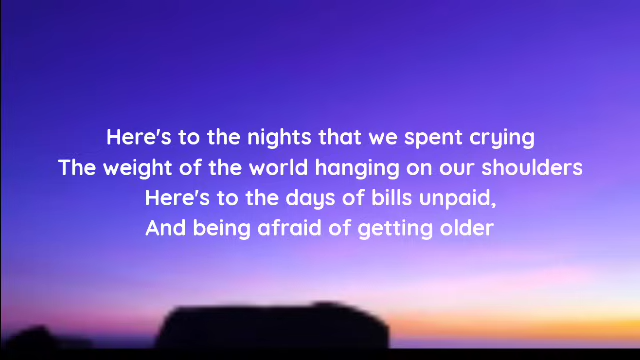 Here's to the nights that we spent crying
The weight of the world hanging on our shoulders
Here's to the days of bills unpaid,
And being afraid of getting older